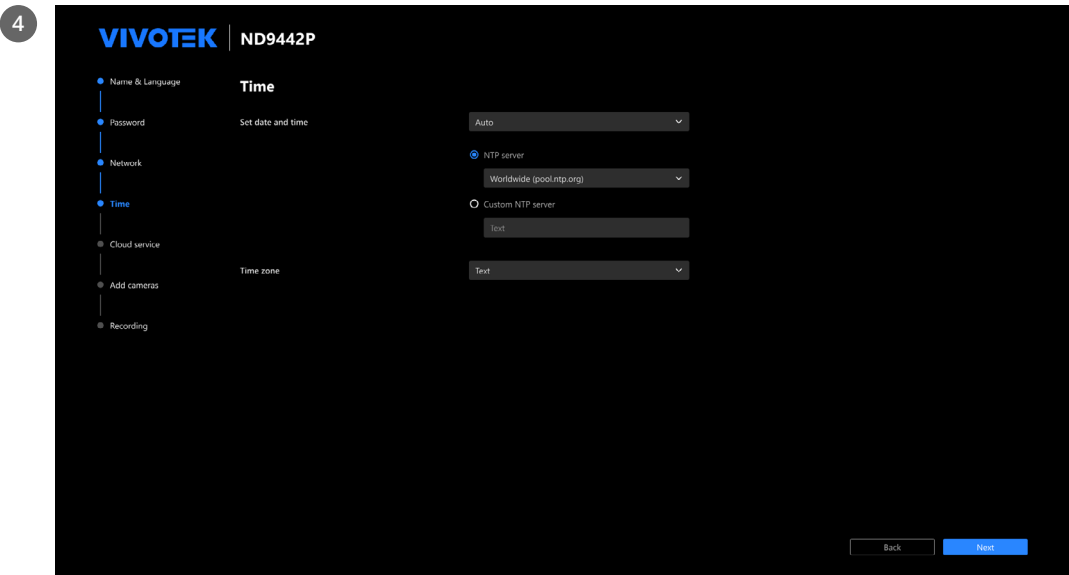 4
VIVOTEK | ND9442P
Name & Language
Time
Password
Set date and time
Auto
NTP server
Network
Worldwide (pool.ntp.org)
Time
Custom NTP server
Text
Cloud service
Time zone
Text
Add cameras
Recording
Back
Next